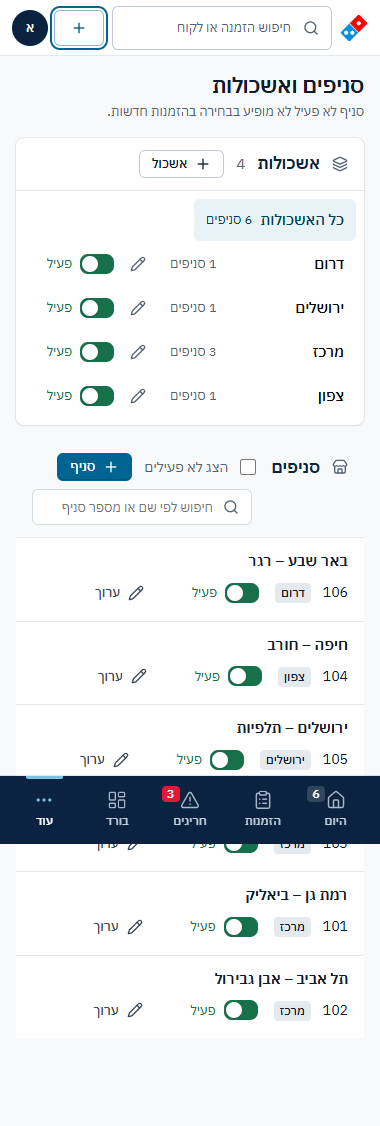 חיפוש הזמנה או לקוח
א
סניפים ואשכולות
סניף לא פעיל לא מופיע בבחירה בהזמנות חדשות.
אשכולות 4 + אשכול
כל האשכולות 6 סניפים
דרום 1 סניפים פעיל
ירושלים 1 סניפים פעיל
מרכז 3 סניפים פעיל
צפון 1 סניפים פעיל
סניפים הצג לא פעילים + סניף
חיפוש לפי שם או מספר סניף
באר שבע – רגר
106 דרום פעיל ערוך
חיפה – חורב
104 צפון פעיל ערוך
ירושלים – תלפיות
105 ירושלים פעיל ערוך
6 3
היום הזמנות חריגים בורד עוד
רמת גן – ביאליק
101 מרכז פעיל ערוך
תל אביב – אבן גבירול
102 מרכז פעיל ערוך